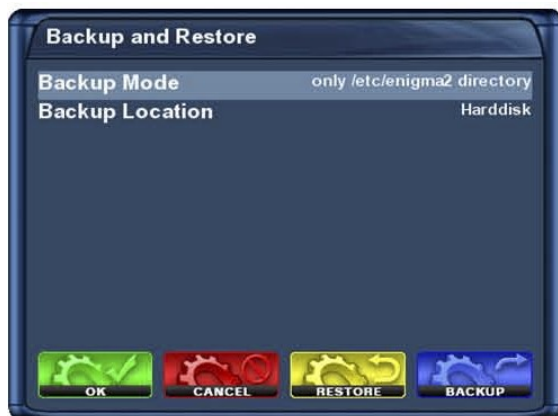 Backup and Restore
Backup Mode only /etc/enigma2 directory
Backup Location Harddisk
OK CANCEL RESTORE BACKUP